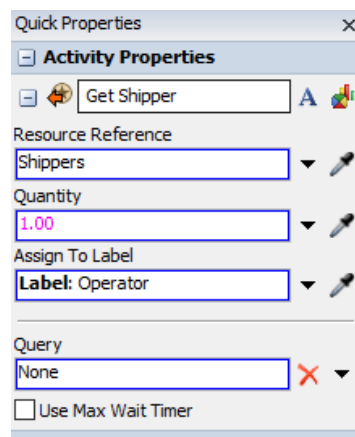 Quick Properties
Activity Properties
Get Shipper
A
Resource Reference
Shippers
Quantity
1.00
Assign To Label
Label: Operator
Query
None
Use Max Wait Timer